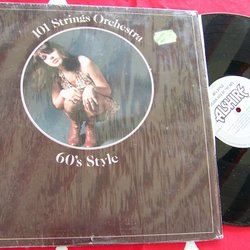 101 Strings Orchestra
60's Style
ALSHIRE